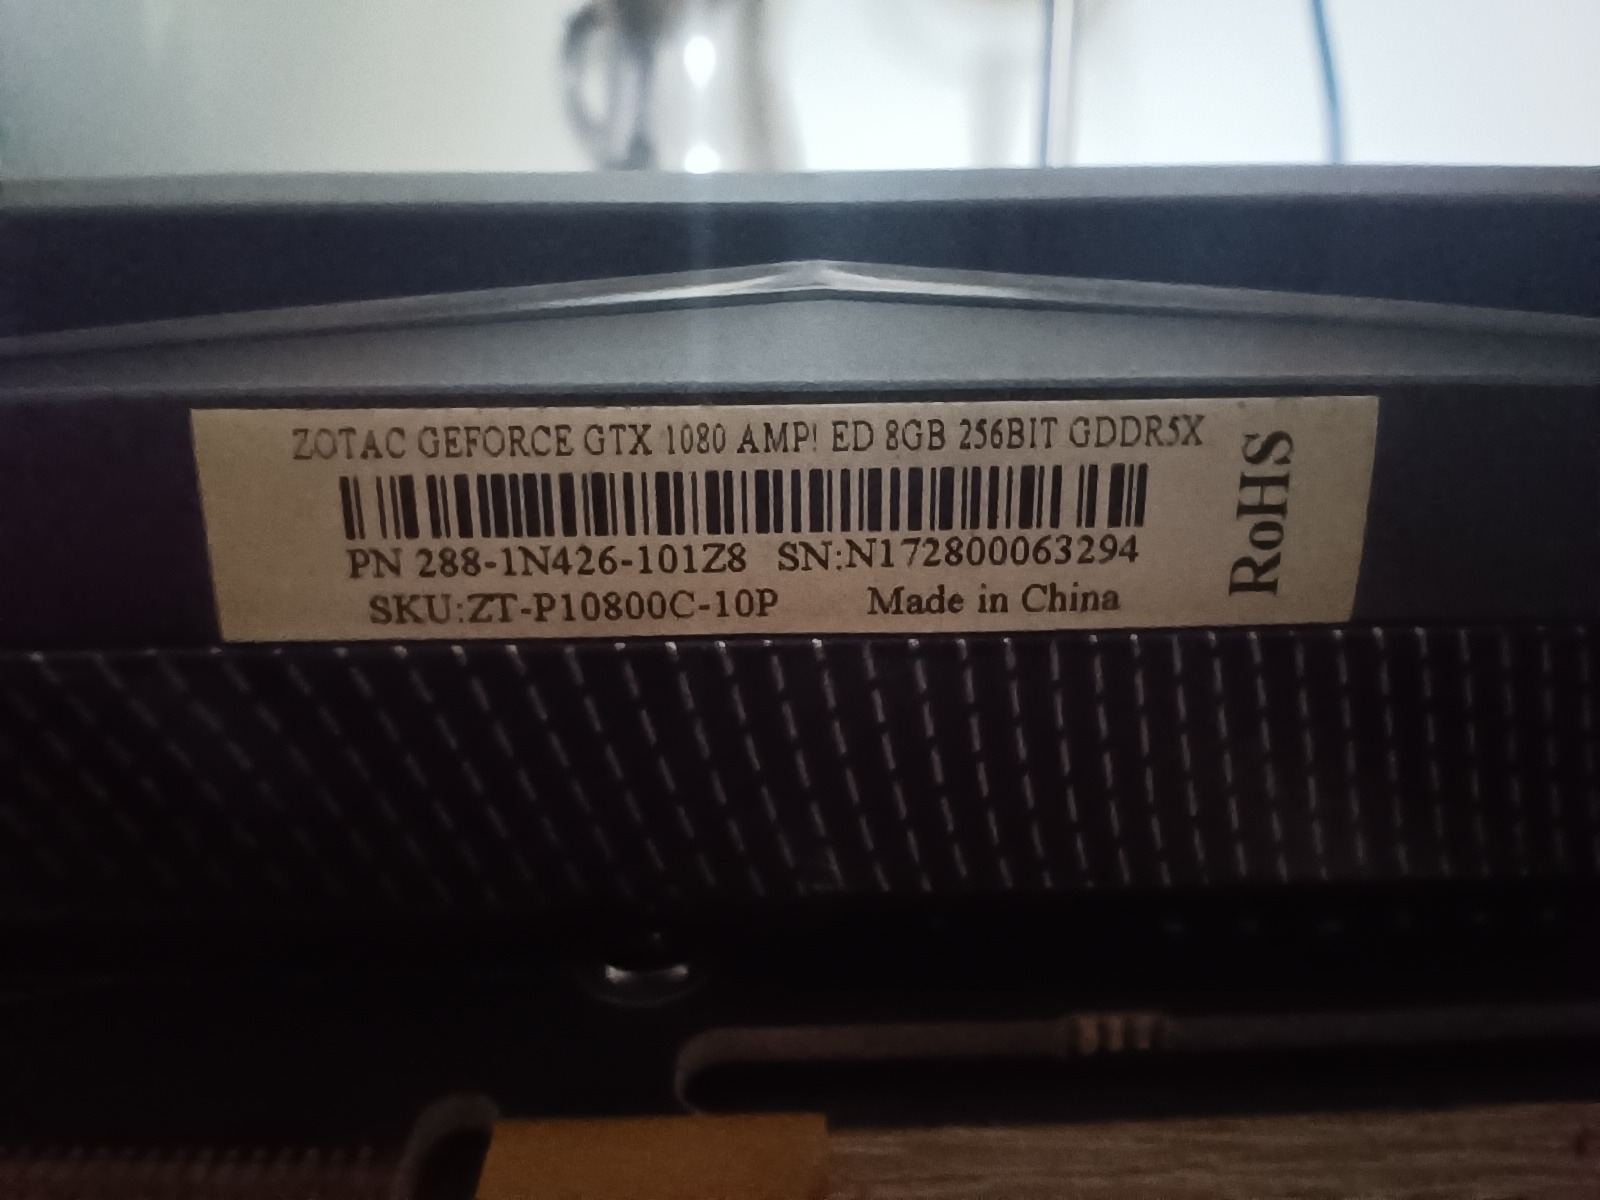 ZOTAC GEFORCE GTX 1080 AMP! ED 8GB 256BIT GDDR5X
PN 288-1N426-101Z8 SN:N172800063294
SKU:ZT-P10800C-10P Made in China
RoHS